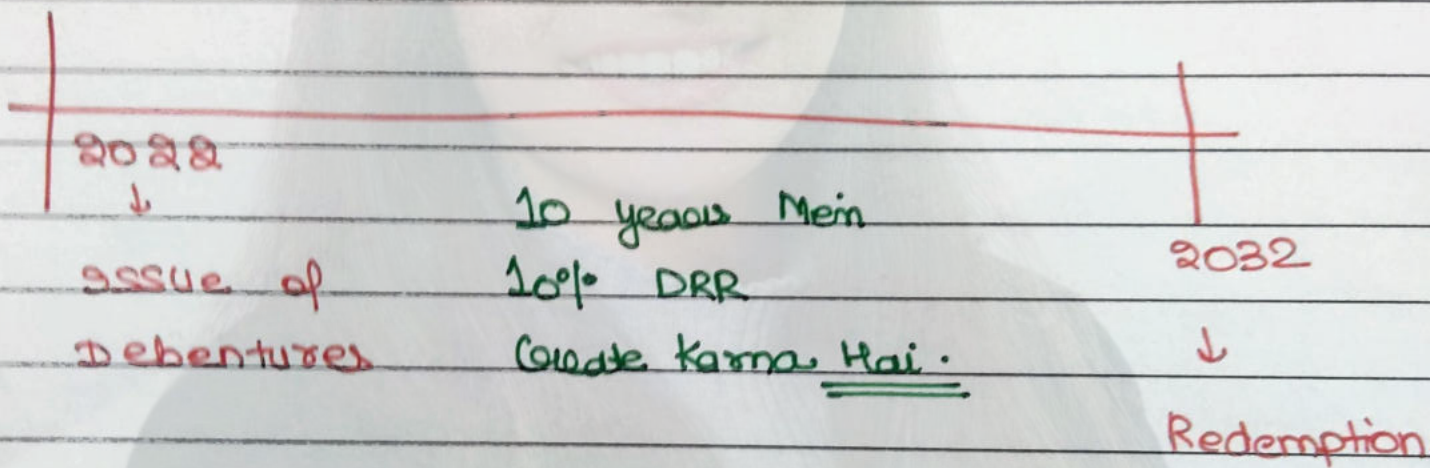 2022
↓
10 years Mein
2032
Issue of
10% DRR
↓
Debentures
Create Karna Hai.
Redemption